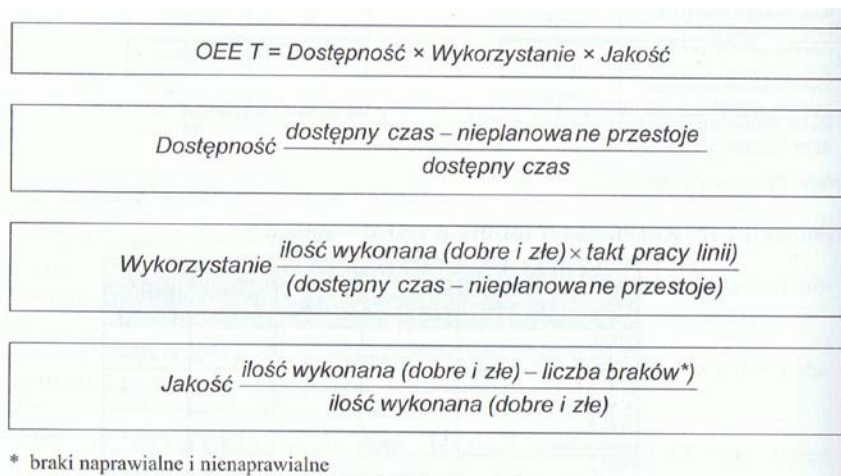 OEE T = Dostępność × Wykorzystanie × Jakość
Dostępność dostępny czas – nieplanowane przestoje
dostępny czas
Wykorzystanie ilość wykonana (dobre i złe) × takt pracy linii)
(dostępny czas – nieplanowane przestoje)
Jakość ilość wykonana (dobre i złe) – liczba braków*)
ilość wykonana (dobre i złe)
* braki naprawialne i nienaprawialne